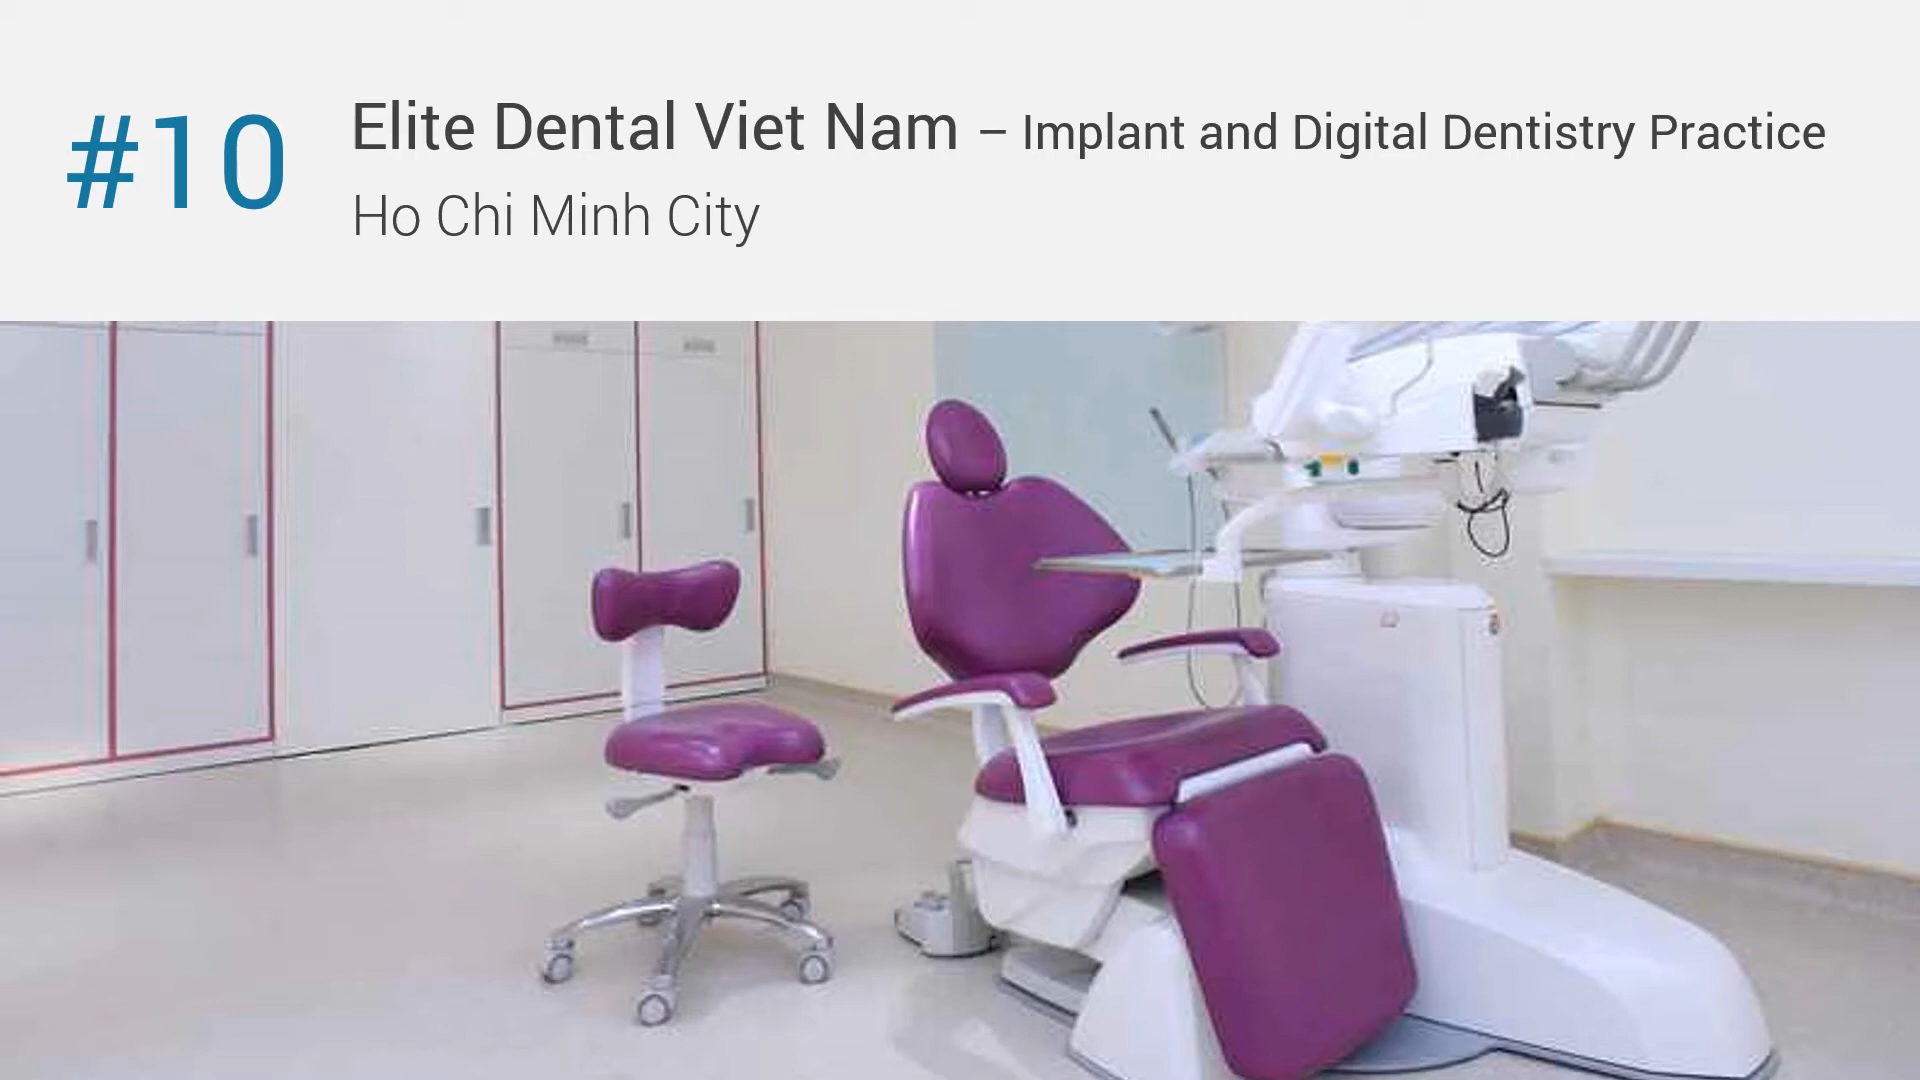 #10
Elite Dental Viet Nam – Implant and Digital Dentistry Practice
Ho Chi Minh City